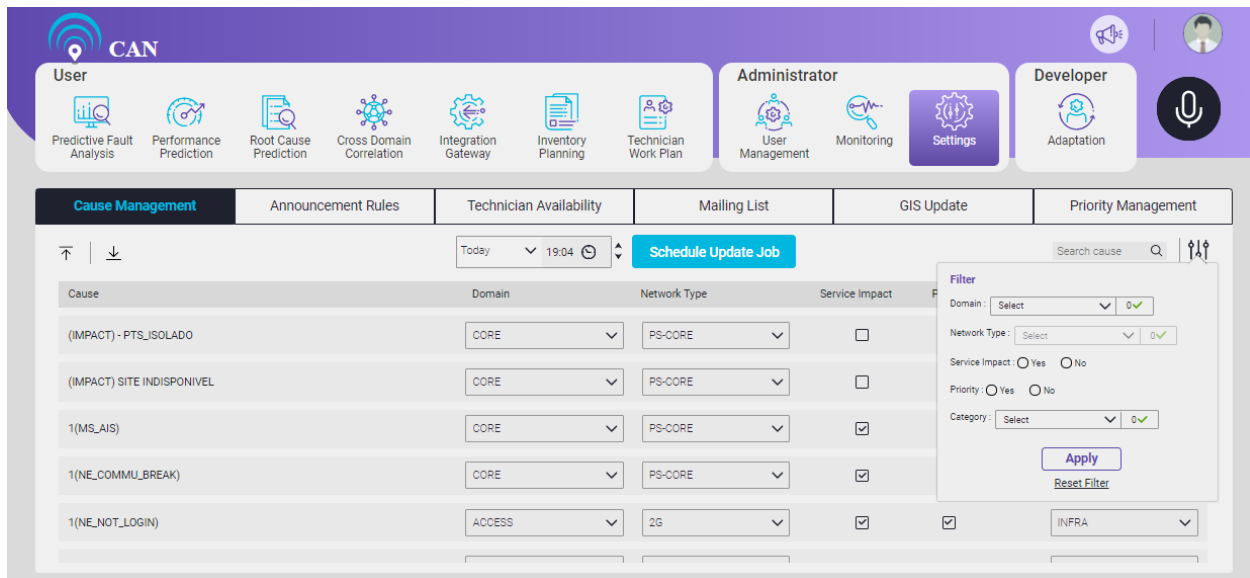 CAN
User
Administrator
Developer
Predictive Fault Analysis
Performance Prediction
Root Cause Prediction
Cross Domain Correlation
Integration Gateway
Inventory Planning
Technician Work Plan
User Management
Monitoring
Settings
Adaptation
Cause Management
Announcement Rules
Technician Availability
Mailing List
GIS Update
Priority Management
Today
19:04
Schedule Update Job
Search cause
Cause Domain Network Type Service Impact
(IMPACT) - PTS_ISOLADO CORE PS-CORE
(IMPACT) SITE INDISPONIVEL CORE PS-CORE
1(MS_AIS) CORE PS-CORE
1(NE_COMMU_BREAK) CORE PS-CORE
1(NE_NOT_LOGIN) ACCESS 2G INFRA
Filter
Domain : Select 0
Network Type : Select 0
Service Impact : Yes No
Priority : Yes No
Category : Select 0
Apply
Reset Filter